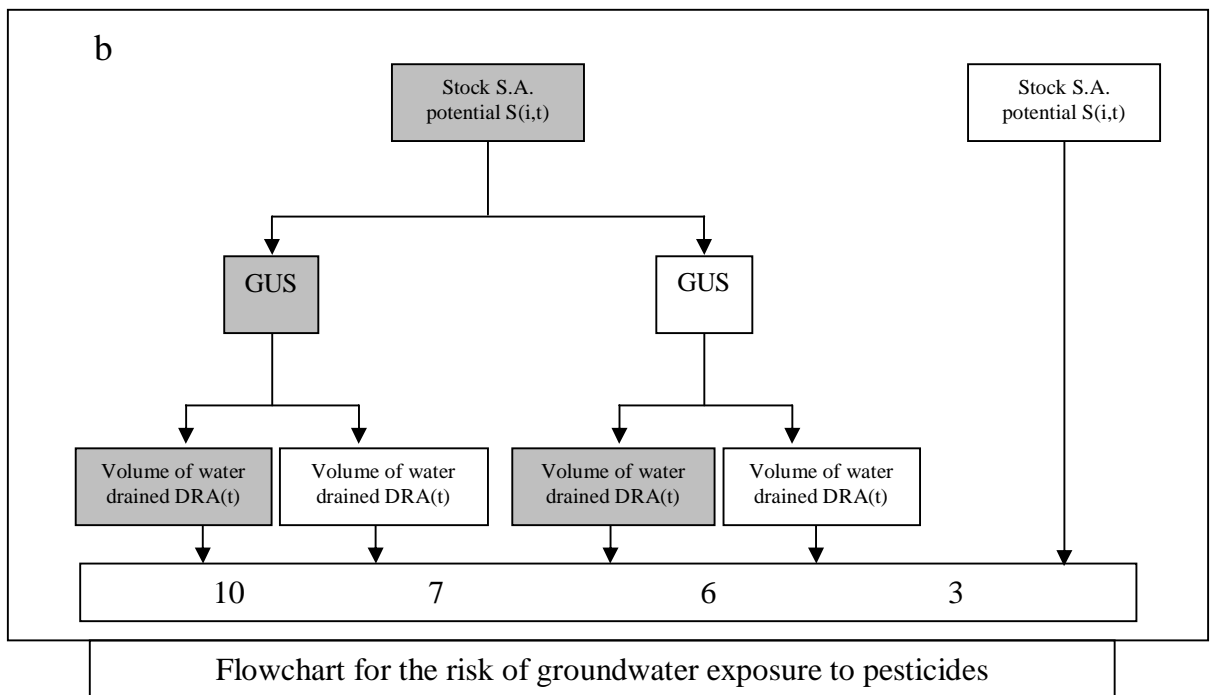 b
Stock S.A.
potential S(i,t)
Stock S.A.
potential S(i,t)
GUS
GUS
Volume of water
drained DRA(t)
Volume of water
drained DRA(t)
Volume of water
drained DRA(t)
Volume of water
drained DRA(t)
10 7 6 3
Flowchart for the risk of groundwater exposure to pesticides